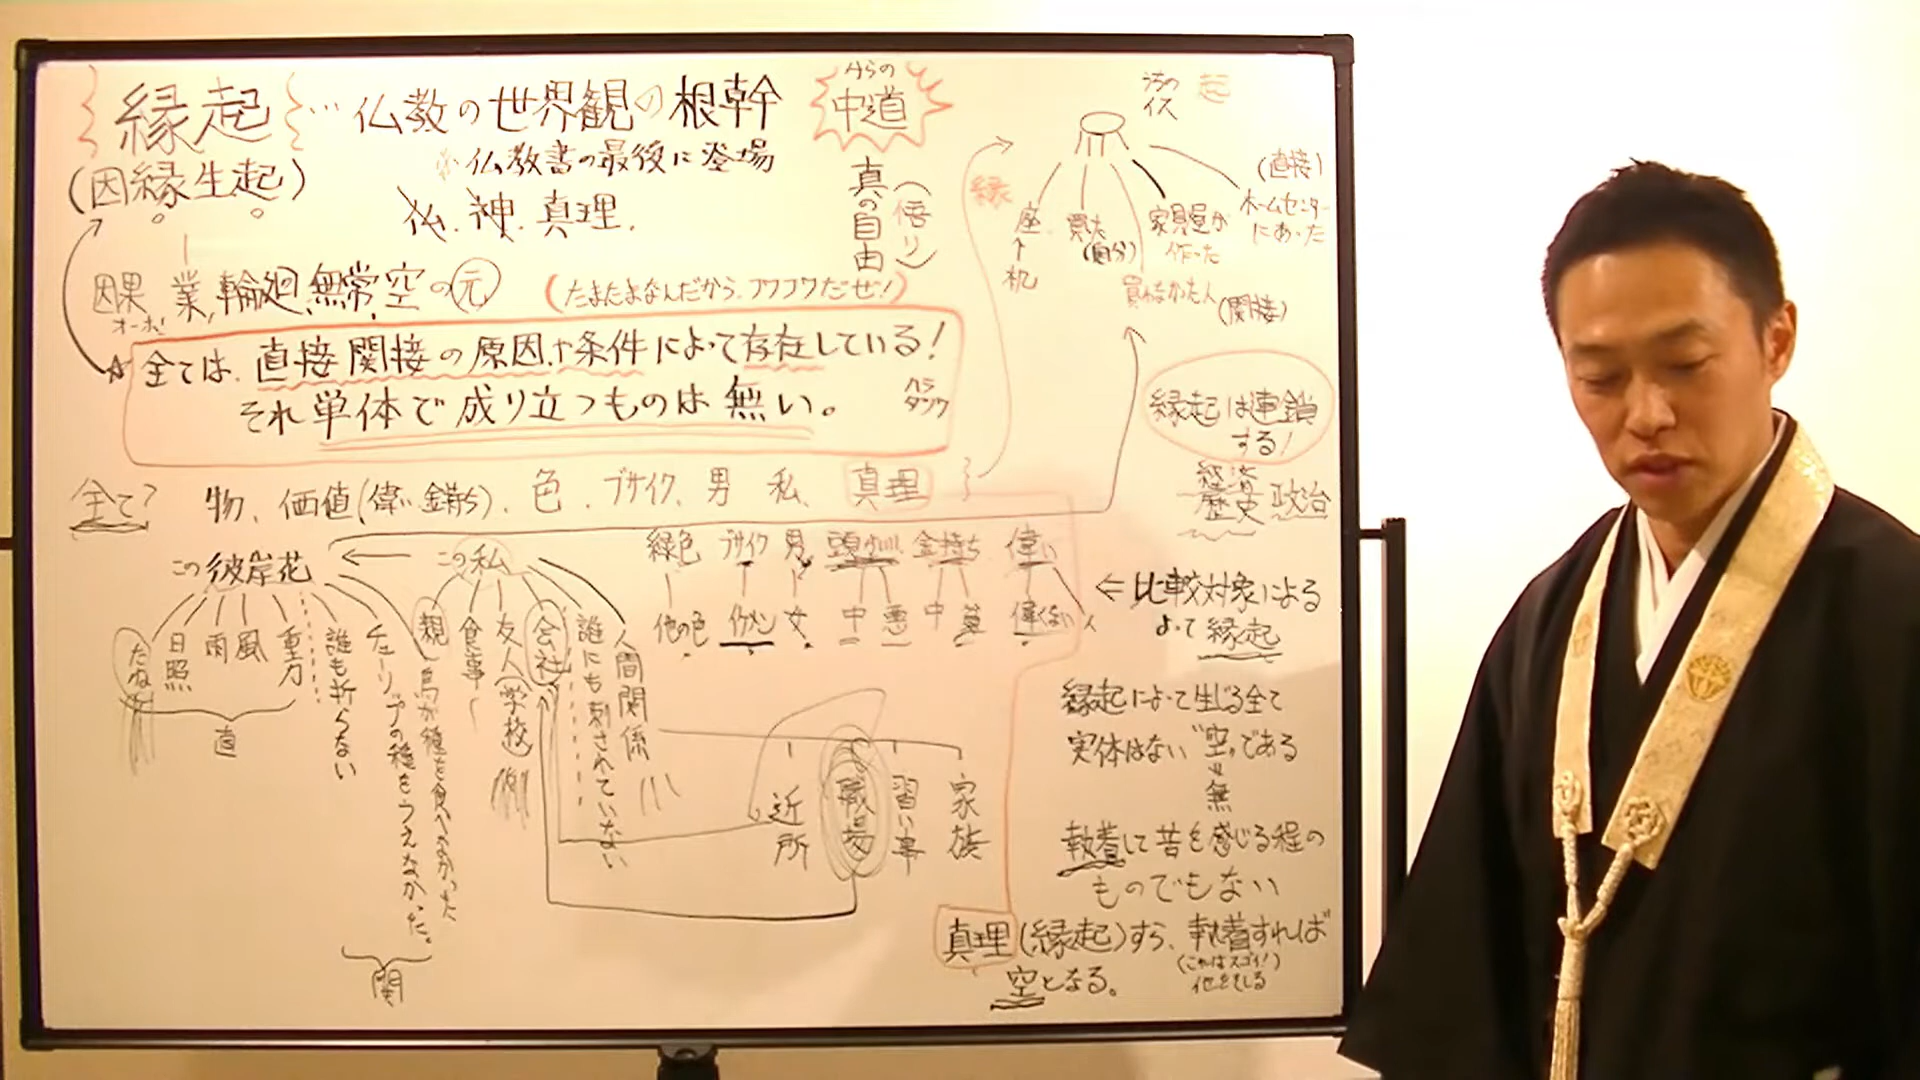 縁起…仏教の世界観の根幹
(因縁生起)
※仏教書の最後に登場
仏.神.真理.
中道
真の自由
(悟り)
因果、業、輪廻、無常、空の元
(たまたまなんだから、フワフワだぜ!)
☆全ては、直接間接の原因や条件によって存在している!
それ単体で成り立つものは無い。
全て?
物、価値(偉い、金持ち)、色、ブサイク、男、私、真理
縁
起
うちの
イス
座
机
買た
(自分)
家具屋が
作った
(直接)
ホームセンター
にあった
買わなかった人
(間接)
縁起は連鎖
する!
経済
歴史
政治
この彼岸花
たね
日照
雨
風
重力
直
誰も折らない
チューリップの種をうえなかった。
鳥が種を食べなかった
間
この私
親
食事
友人(学校)
会社
誰にも刺されていない
人間関係
近所
職場
習い事
家族
緑色
ブサイク
男
金持ち
偉い
他の色
イケメン
女
中
悪
中
偉くない人
⇐比較対象による
よって縁起
縁起によって生じる全て
実体はない“空”である
無
執着して苦を感じる程の
ものでもない
真理(縁起)すら、執着すれば
空となる。
(これはスゴイ!)